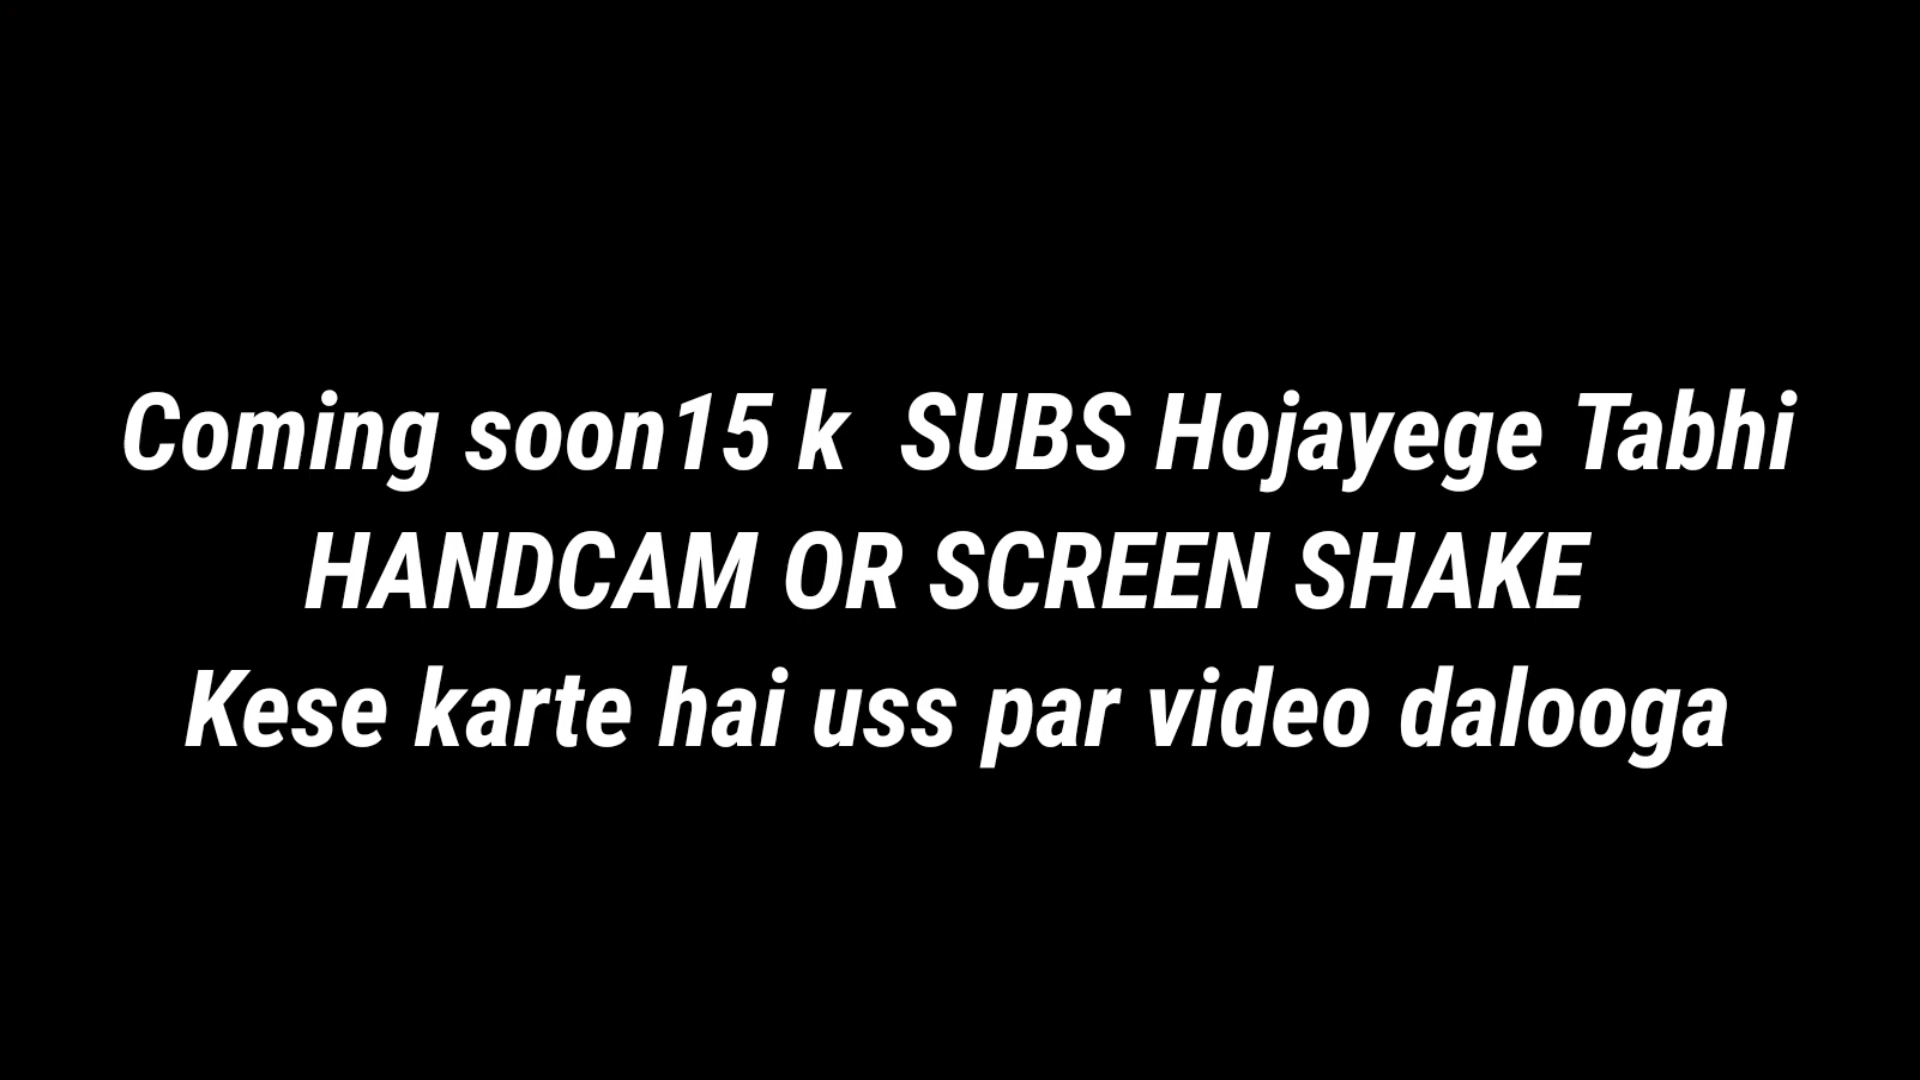 Coming soon15 k  SUBS Hojayege Tabhi
HANDCAM OR SCREEN SHAKE
Kese karte hai uss par video dalooga